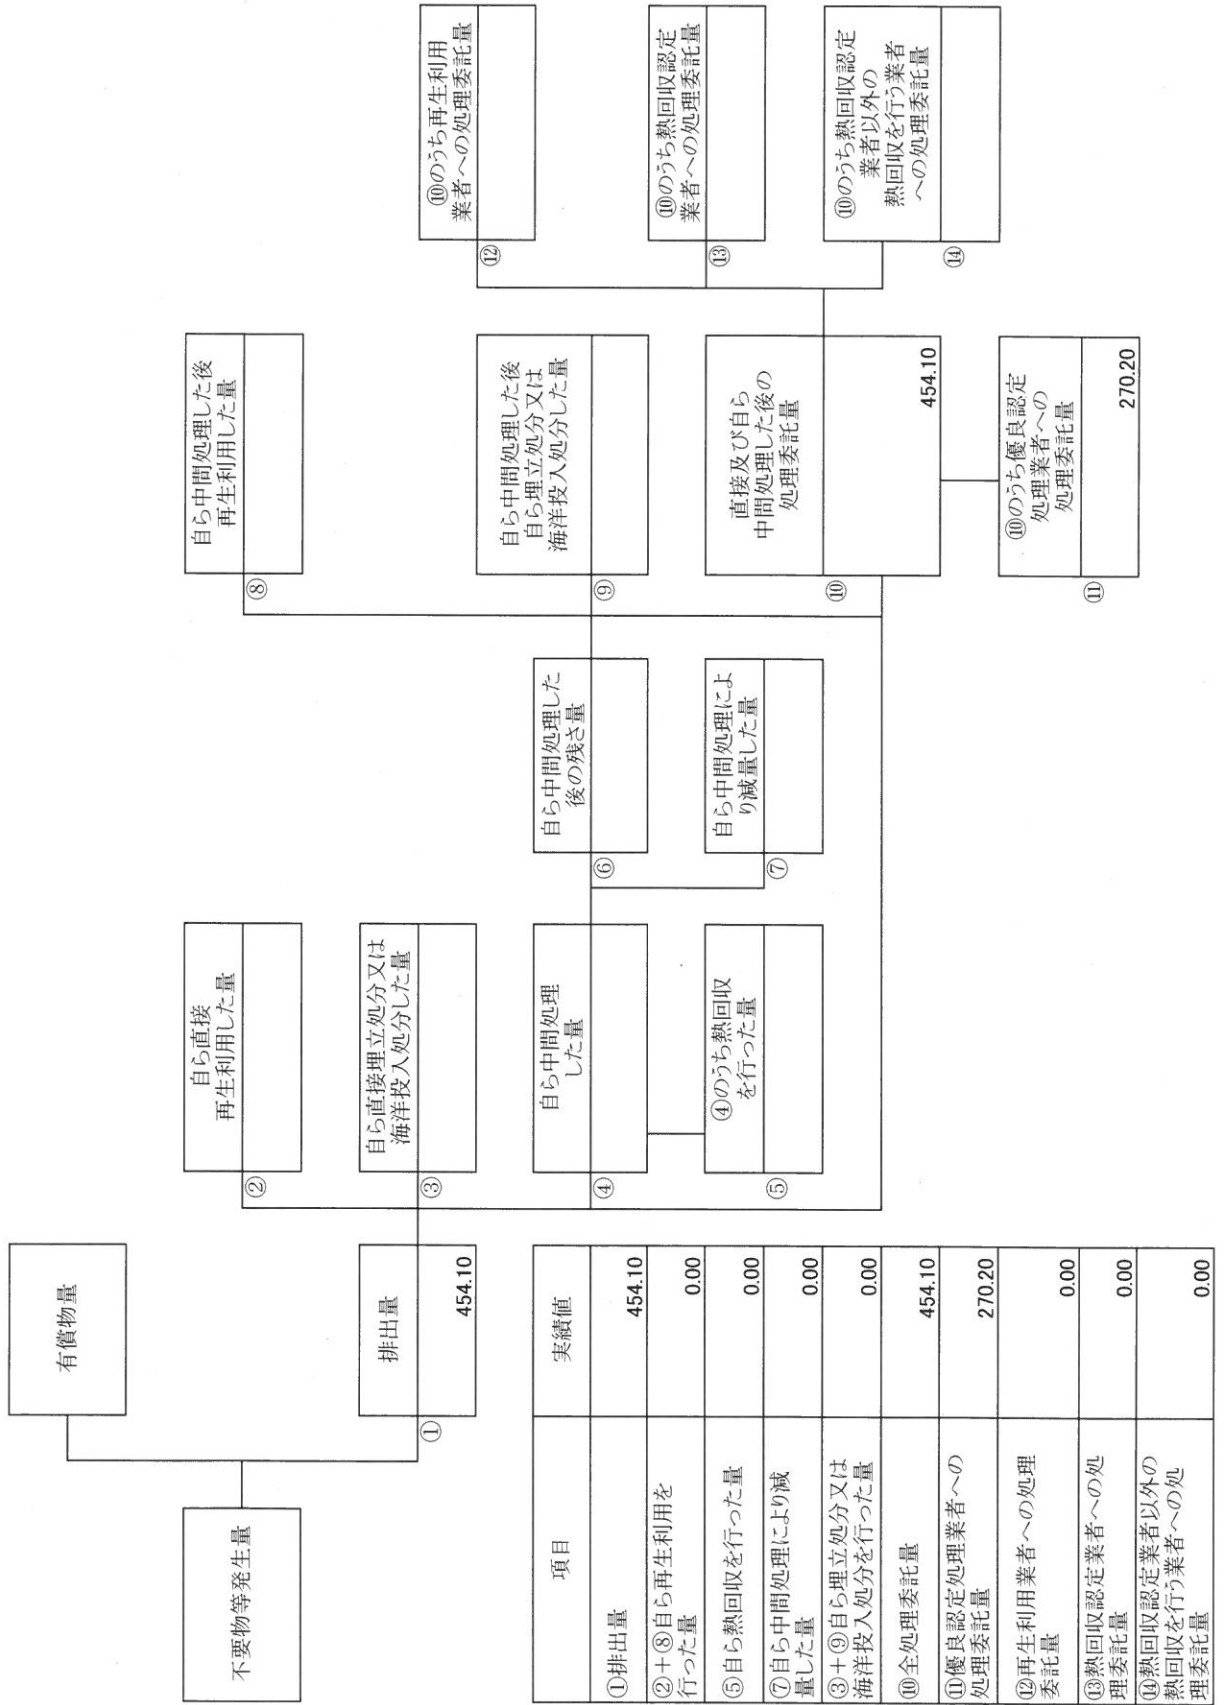 不要物等発生量
有償物量
排出量
①
454.10
自ら直接
再生利用した量
②
自ら直接埋立処分又は
海洋投入処分した量
③
自ら中間処理
した量
④
④のうち熱回収
を行った量
⑤
自ら中間処理した
後の残さ量
⑥
自ら中間処理によ
り減量した量
⑦
自ら中間処理した後
再生利用した量
⑧
自ら中間処理した後
自ら埋立処分又は
海洋投入処分した量
⑨
直接及び自ら
中間処理した後の
処理委託量
⑩
454.10
⑩のうち優良認定
処理業者への
処理委託量
⑪
270.20
⑩のうち再生利用
業者への処理委託量
⑫
⑩のうち熱回収認定
業者への処理委託量
⑬
⑩のうち熱回収認定
業者以外の
熱回収を行う業者
への処理委託量
⑭
項目 実績値
①排出量 454.10
②+⑧自ら再生利用を
行った量 0.00
⑤自ら熱回収を行った量 0.00
⑦自ら中間処理により減
量した量 0.00
③+⑨自ら埋立処分又は
海洋投入処分を行った量 0.00
⑩全処理委託量 454.10
⑪優良認定処理業者への
処理委託量 270.20
⑫再生利用業者への処理
委託量 0.00
⑬熱回収認定業者への処
理委託量 0.00
⑭熱回収認定業者以外の
熱回収を行う業者への処
理委託量 0.00